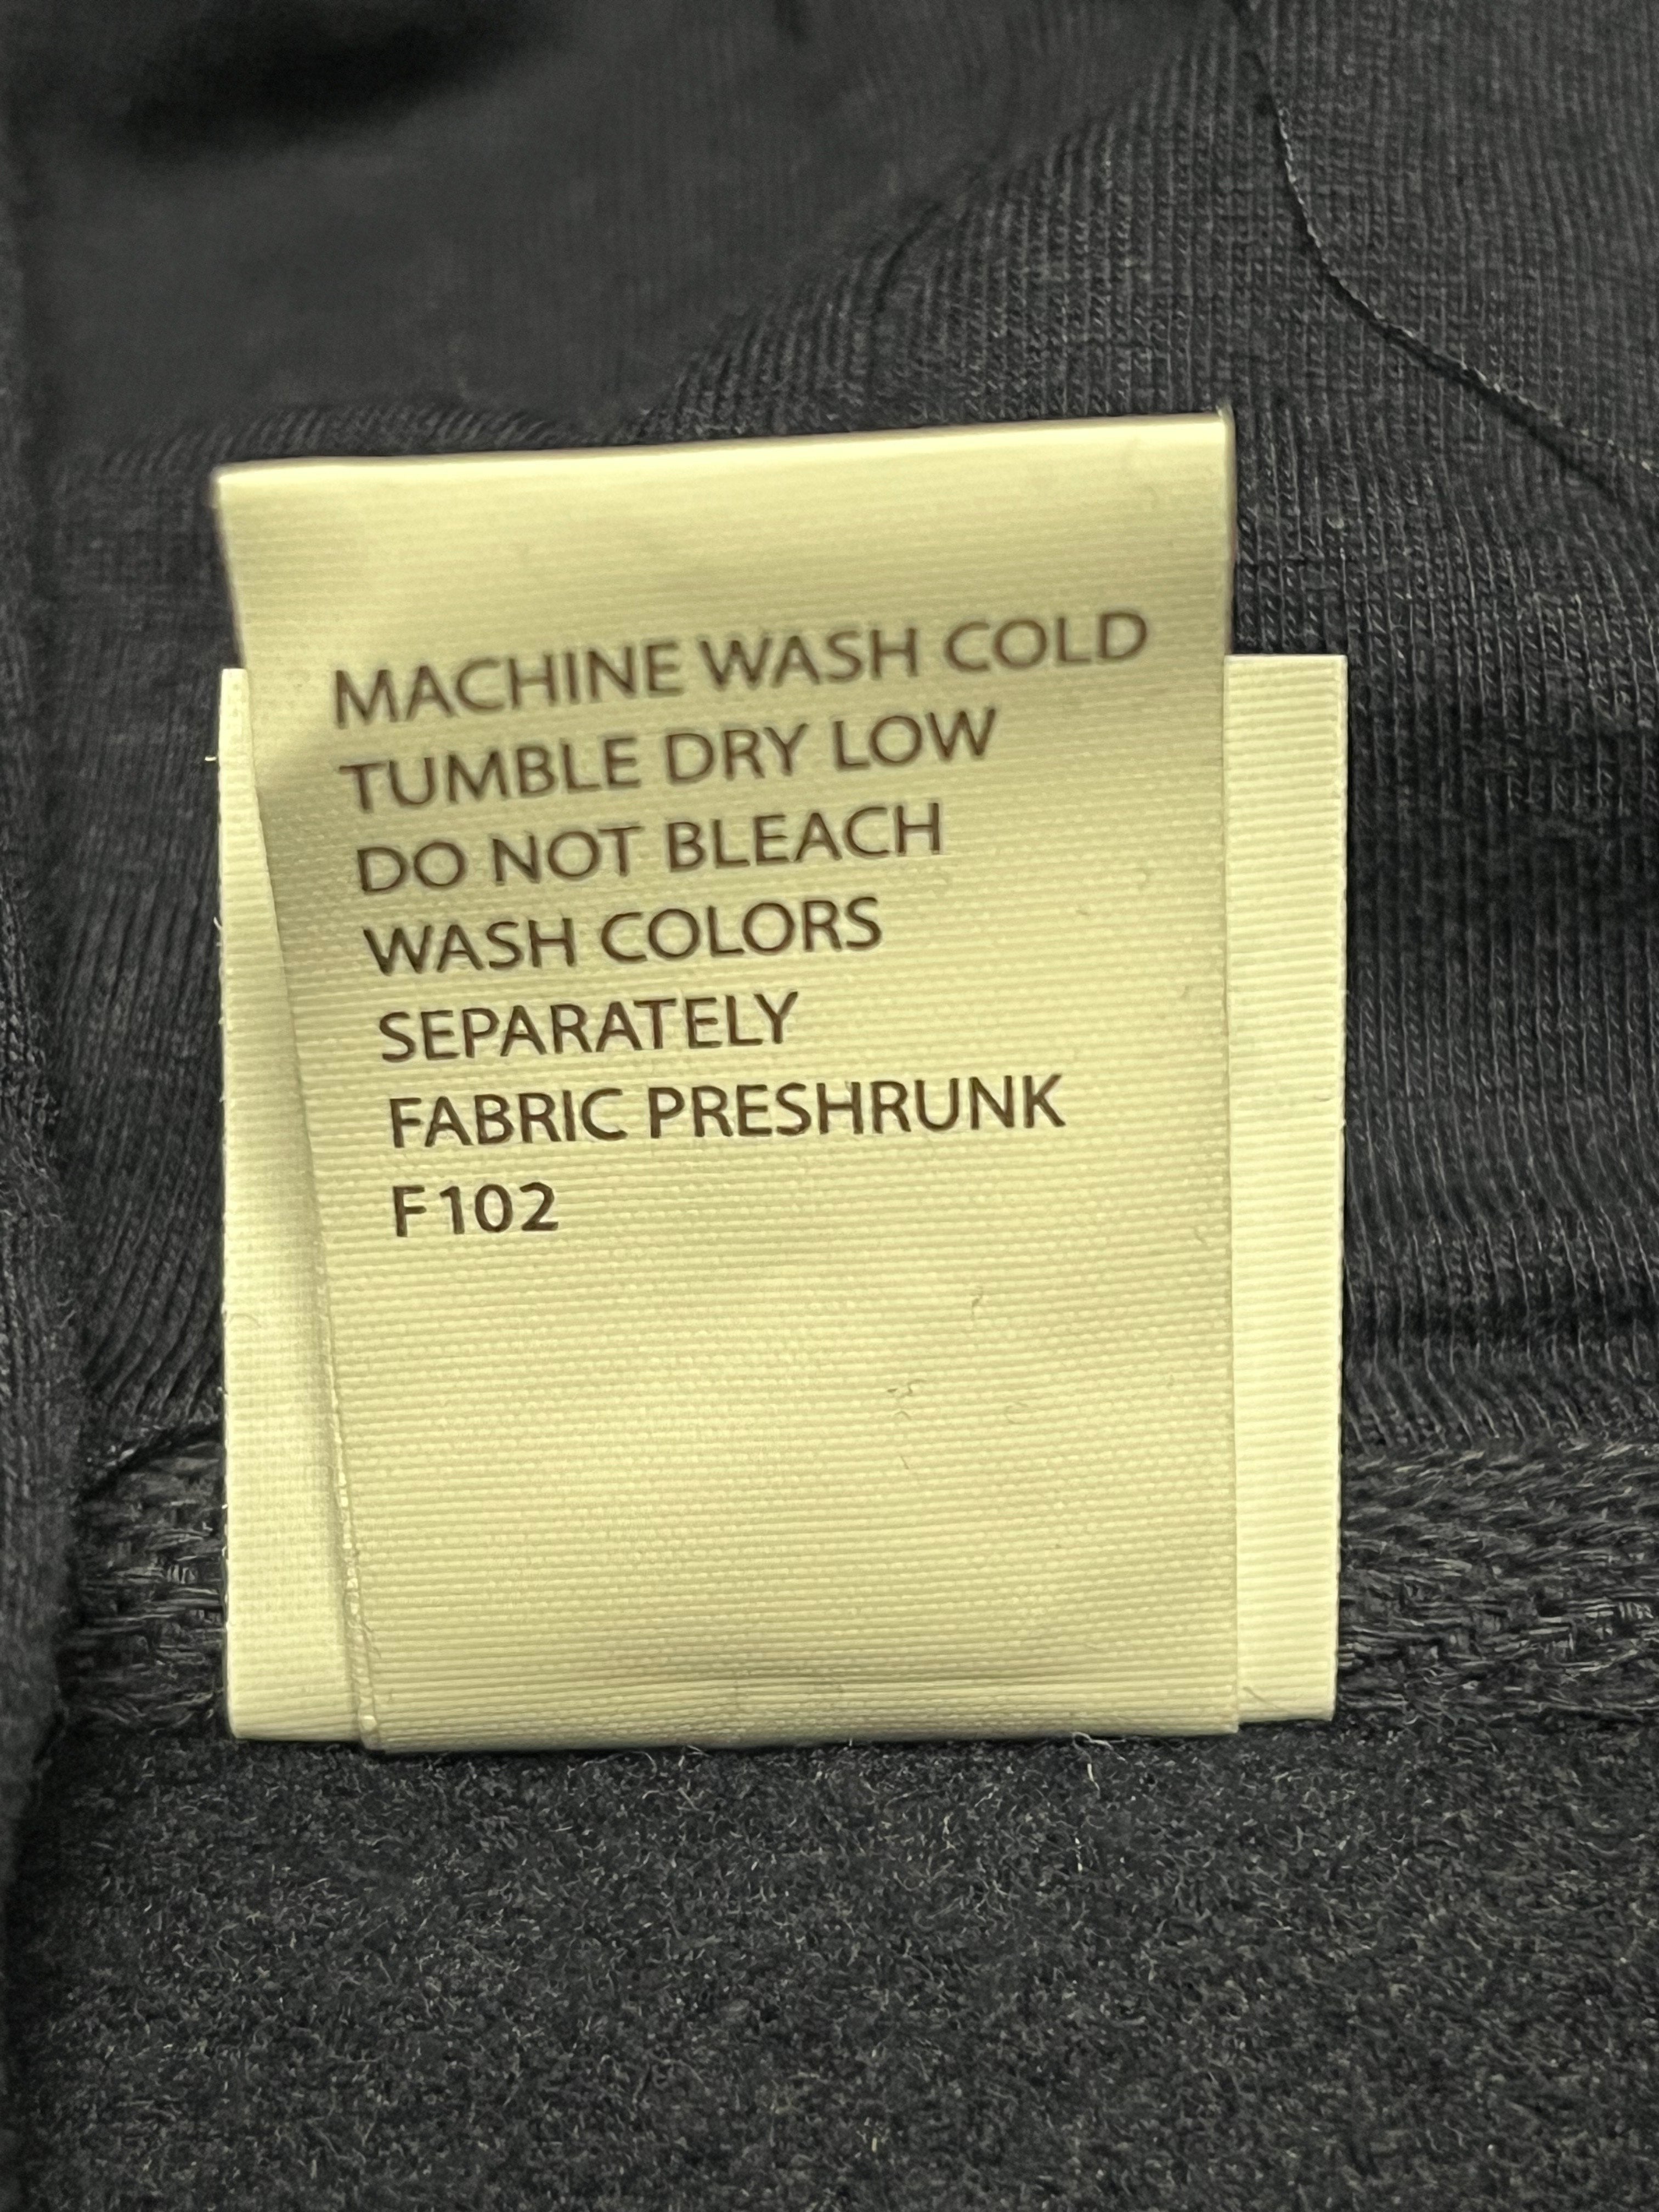 MACHINE WASH COLD
TUMBLE DRY LOW
DO NOT BLEACH
WASH COLORS
SEPARATELY
FABRIC PRESHRUNK
F102